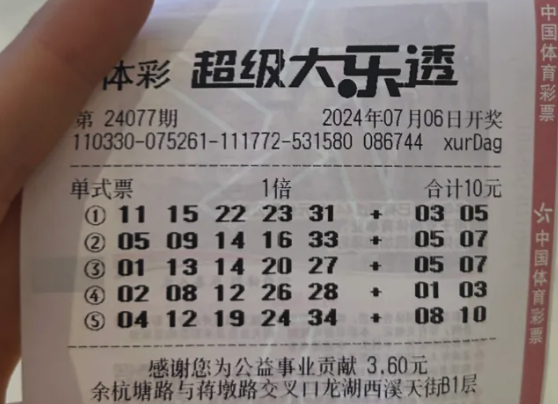 体彩 超级大乐透
第 24077期 2024年07月06日开奖
110330-075261-111772-531580 086744 xurDag
单式票 1倍 合计10元
① 11 15 22 23 31 + 03 05
② 05 09 14 16 33 + 05 07
③ 01 13 14 20 27 + 05 07
④ 02 08 12 26 28 + 01 03
⑤ 04 12 19 24 34 + 08 10
感谢您为公益事业贡献 3.60元
余杭塘路与蒋墩路交叉口龙湖西溪天街B1层
中国体育彩票
中国体育彩票